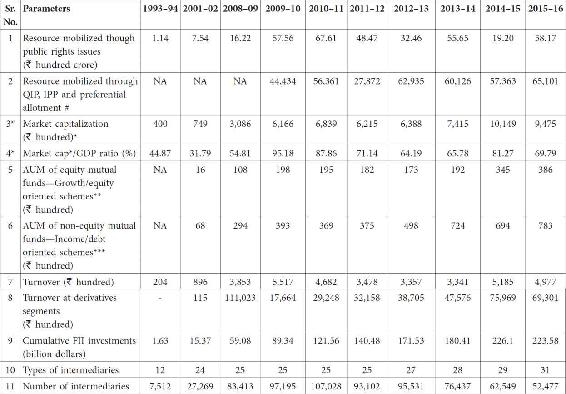 Sr. No. Parameters 1993–94 2001–02 2008–09 2009–10 2010–11 2011–12 2012–13 2013–14 2014–15 2015–16
1 Resource mobilized though 1.14 7.54 16.22 57.56 67.61 48.47 32.46 55.65 19.20 58.17
public rights issues
(₹ hundred crore)
2 Resource mobilized through NA NA NA 44,434 56,361 27,872 62,935 60,126 57,363 65,101
QIP, IPP and preferential
allotment #
3* Market capitalization 400 749 3,086 6,166 6,839 6,215 6,388 7,415 10,149 9,475
(₹ hundred)*
4* Market cap*/GDP ratio (%) 44.87 31.79 54.81 95.18 87.86 71.14 64.19 65.78 81.27 69.79
5 AUM of equity mutual NA 16 108 198 195 182 173 192 345 386
funds—Growth/equity
oriented schemes**
(₹ hundred)
6 AUM of non-equity mutual NA 68 294 393 369 375 498 724 694 783
funds—Income/debt
oriented schemes***
(₹ hundred)
7 Turnover (₹ hundred) 204 896 3,853 5,517 4,682 3,478 3,357 3,341 5,185 4,977
8 Turnover at derivatives - 115 111,023 17,664 29,248 32,158 38,705 47,576 75,969 69,301
segments
(₹ hundred)
9 Cumulative FII investments 1.63 15.37 59.08 89.34 121.56 140.48 171.53 180.41 226.1 223.58
(billion dollars)
10 Types of intermediaries 12 24 25 25 25 25 27 28 29 31
11 Number of intermediaries 7,512 27,269 83,413 97,195 107,028 93,102 95,531 76,437 62,549 52,477